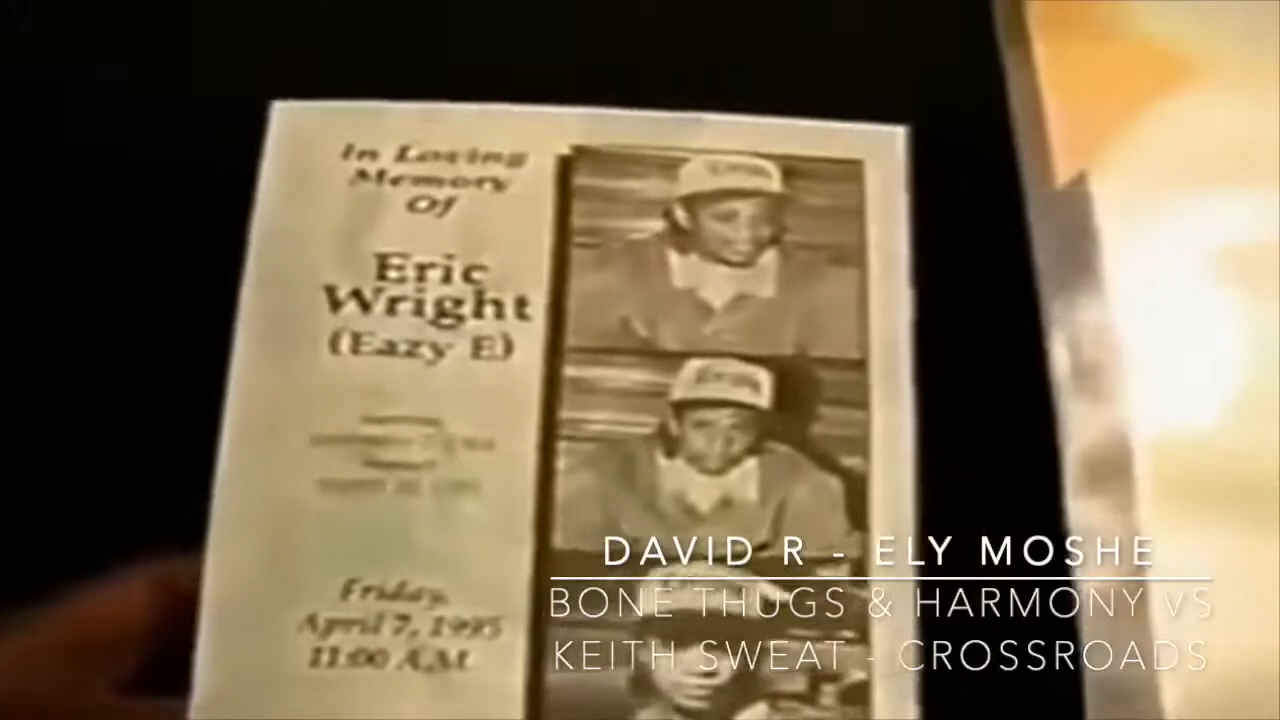 In Loving
Memory
Of
Eric
Wright
(Eazy E)
Friday,
April 7, 1995
11:00 A.M.
DAVID R - ELY MOSHE
BONE THUGS & HARMONY VS
KEITH SWEAT - CROSSROADS